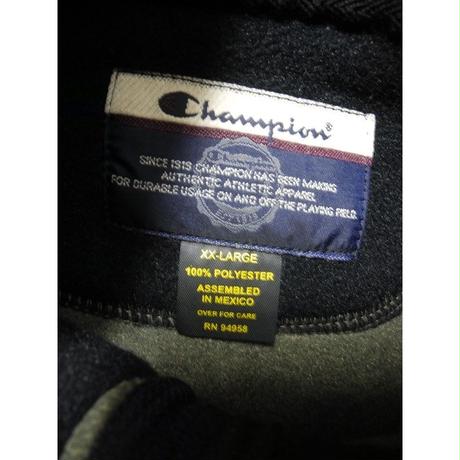 Champion®
SINCE 1919 CHAMPION HAS BEEN MAKING
AUTHENTIC ATHLETIC APPAREL
FOR DURABLE USAGE ON AND OFF THE PLAYING FIELD.
XX-LARGE
100% POLYESTER
ASSEMBLED
IN MEXICO
OVER FOR CARE
RN 94958